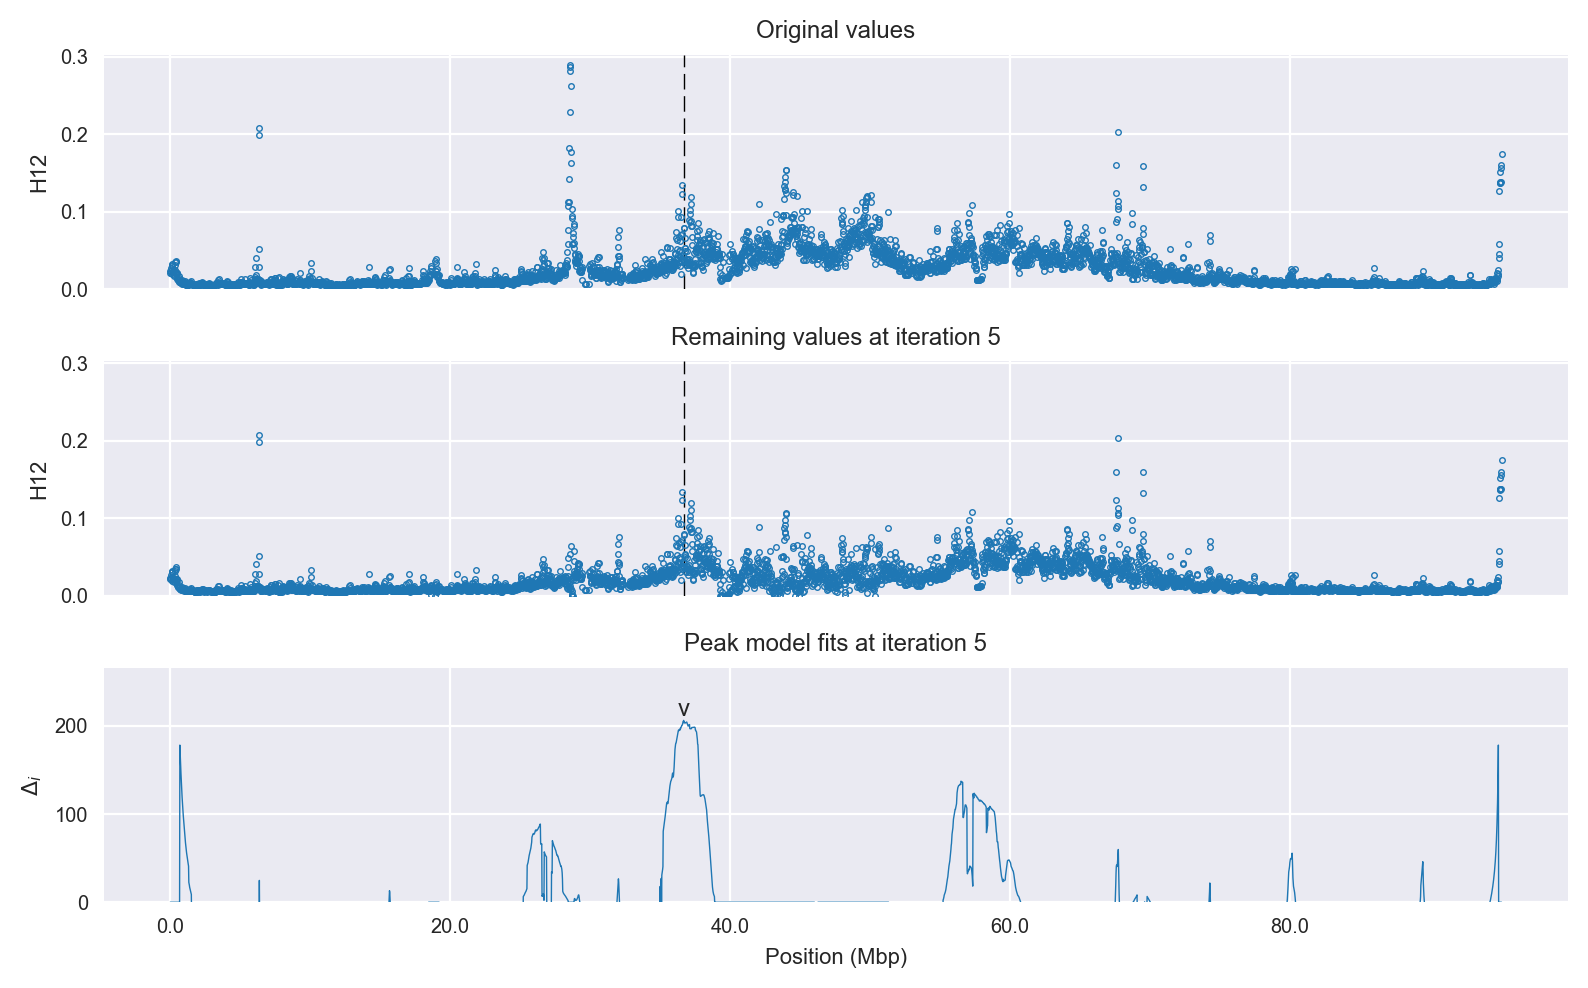 Original values
0.3
0.2
0.1
0.0
H12
Remaining values at iteration 5
0.3
0.2
0.1
0.0
H12
Peak model fits at iteration 5
v
200
100
0
Δi
0.0 20.0 40.0 60.0 80.0
Position (Mbp)